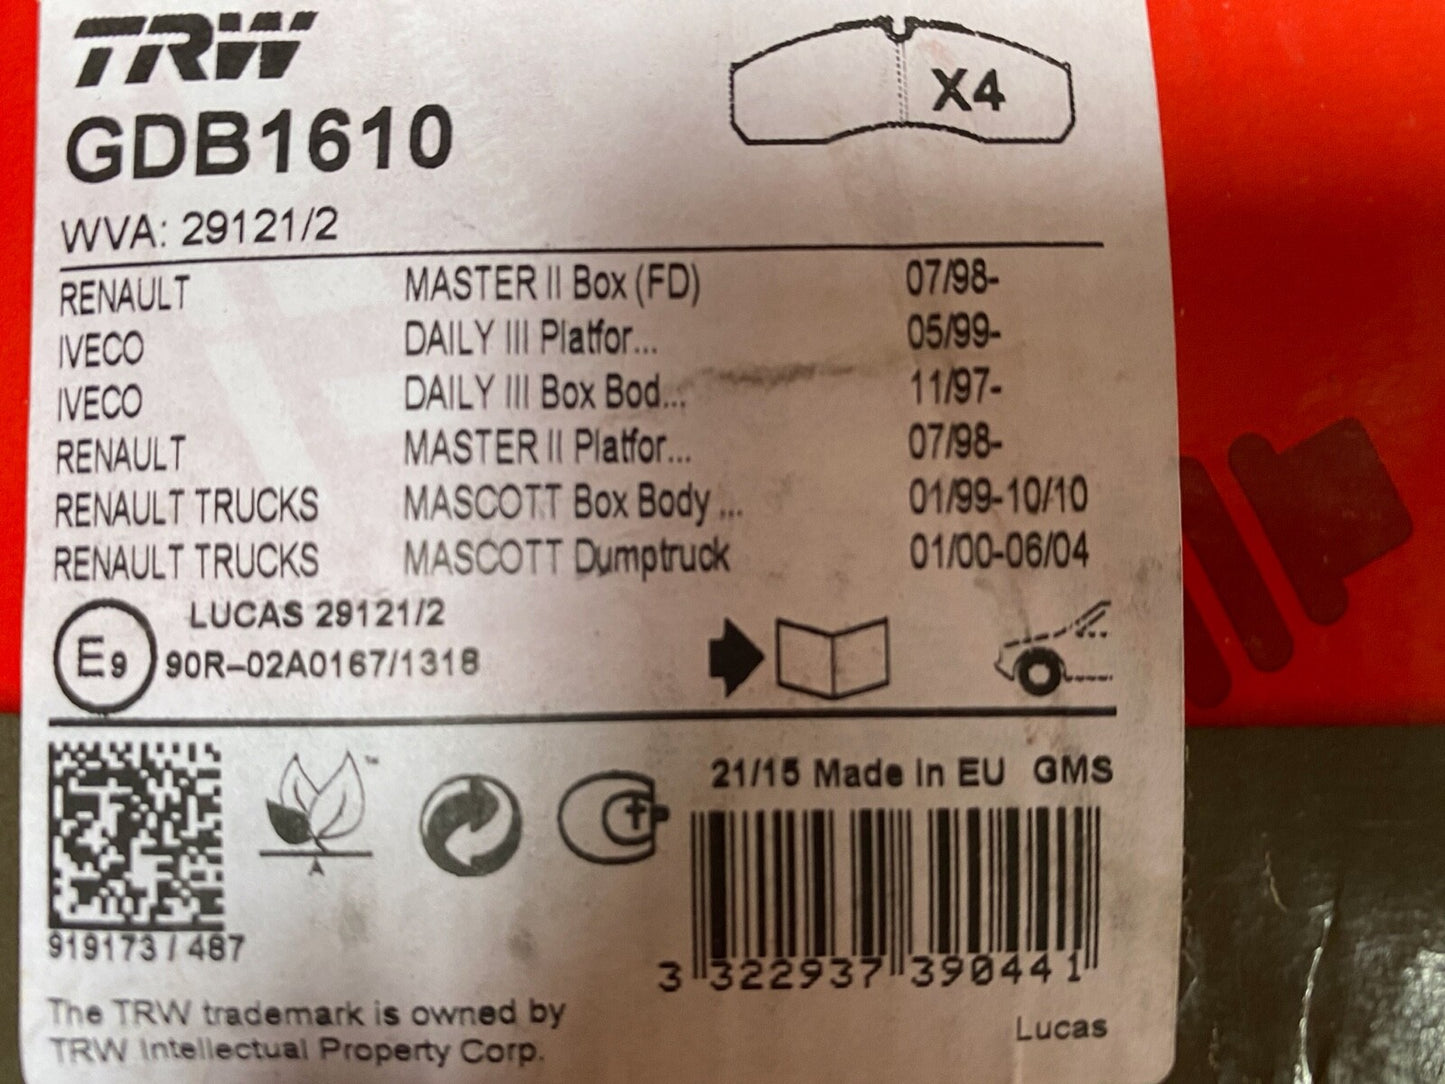 TRW
GDB1610
X4
WVA: 29121/2
RENAULT MASTER II Box (FD) 07/98-
IVECO DAILY III Platfor... 05/99-
IVECO DAILY III Box Bod... 11/97-
RENAULT MASTER II Platfor... 07/98-
RENAULT TRUCKS MASCOTT Box Body ... 01/99-10/10
RENAULT TRUCKS MASCOTT Dumptruck 01/00-06/04
E9
LUCAS 29121/2
90R-02A0167/1318
21/15 Made in EU GMS
TM
A
919173 / 487
3 322937 390441
The TRW trademark is owned by
TRW Intellectual Property Corp.
Lucas